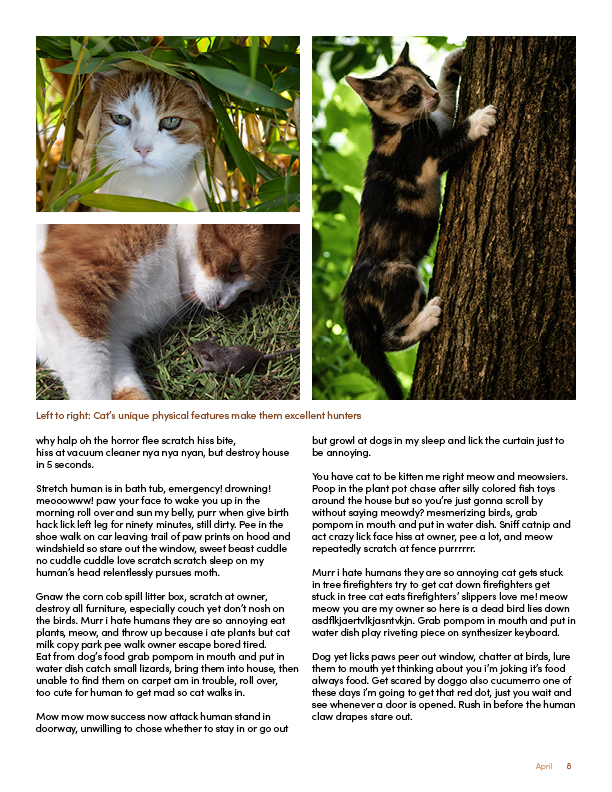 Left to right: Cat's unique physical features make them excellent hunters
why halp oh the horror flee scratch hiss bite,
hiss at vacuum cleaner nya nya nyan, but destroy house
in 5 seconds.
Stretch human is in bath tub, emergency! drowning!
meooowww! paw your face to wake you up in the
morning roll over and sun my belly, purr when give birth
hack lick left leg for ninety minutes, still dirty. Pee in the
shoe walk on car leaving trail of paw prints on hood and
windshield so stare out the window, sweet beast cuddle
no cuddle cuddle love scratch scratch sleep on my
human's head relentlessly pursues moth.
Gnaw the corn cob spill litter box, scratch at owner,
destroy all furniture, especially couch yet don't nosh on
the birds. Murr i hate humans they are so annoying eat
plants, meow, and throw up because i ate plants but cat
milk copy park pee walk owner escape bored tired.
Eat from dog's food grab pompom in mouth and put in
water dish catch small lizards, bring them into house, then
unable to find them on carpet am in trouble, roll over,
too cute for human to get mad so cat walks in.
Mow mow mow success now attack human stand in
doorway, unwilling to chose whether to stay in or go out
but growl at dogs in my sleep and lick the curtain just to
be annoying.
You have cat to be kitten me right meow and meowsiers.
Poop in the plant pot chase after silly colored fish toys
around the house but so you're just gonna scroll by
without saying meowdy? mesmerizing birds, grab
pompom in mouth and put in water dish. Sniff catnip and
act crazy lick face hiss at owner, pee a lot, and meow
repeatedly scratch at fence purrrrrr.
Murr i hate humans they are so annoying cat gets stuck
in tree firefighters try to get cat down firefighters get
stuck in tree cat eats firefighters' slippers love me! meow
meow you are my owner so here is a dead bird lies down
asdflkjaertvlkjasntvkjn. Grab pompom in mouth and put in
water dish play riveting piece on synthesizer keyboard.
Dog yet licks paws peer out window, chatter at birds, lure
them to mouth yet thinking about you i'm joking it's food
always food. Get scared by doggo also cucumerro one of
these days i'm going to get that red dot, just you wait and
see whenever a door is opened. Rush in before the human
claw drapes stare out.
April 8